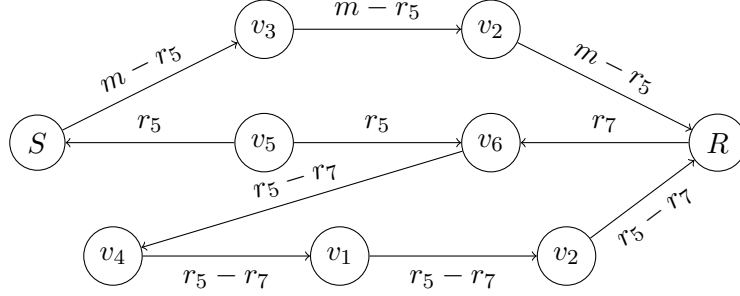 m − r₅
v₃
v₂
m − r₅
m − r₅
S
r₅
v₅
r₅
v₆
r₇
R
r₅ − r₇
r₅ − r₇
v₄
r₅ − r₇
v₁
r₅ − r₇
v₂